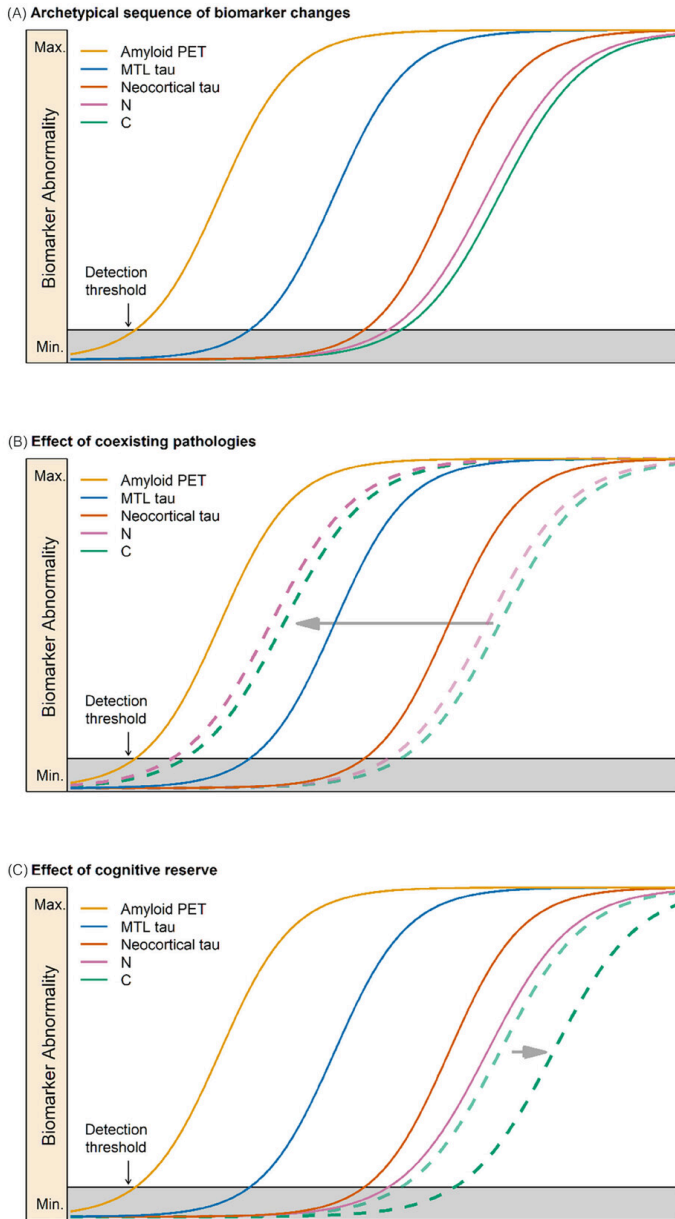 (A) Archetypical sequence of biomarker changes
Max.
Amyloid PET
MTL tau
Neocortical tau
N
C
Biomarker Abnormality
Detection
threshold
Min.
(B) Effect of coexisting pathologies
Max.
Amyloid PET
MTL tau
Neocortical tau
N
C
Biomarker Abnormality
Detection
threshold
Min.
(C) Effect of cognitive reserve
Max.
Amyloid PET
MTL tau
Neocortical tau
N
C
Biomarker Abnormality
Detection
threshold
Min.